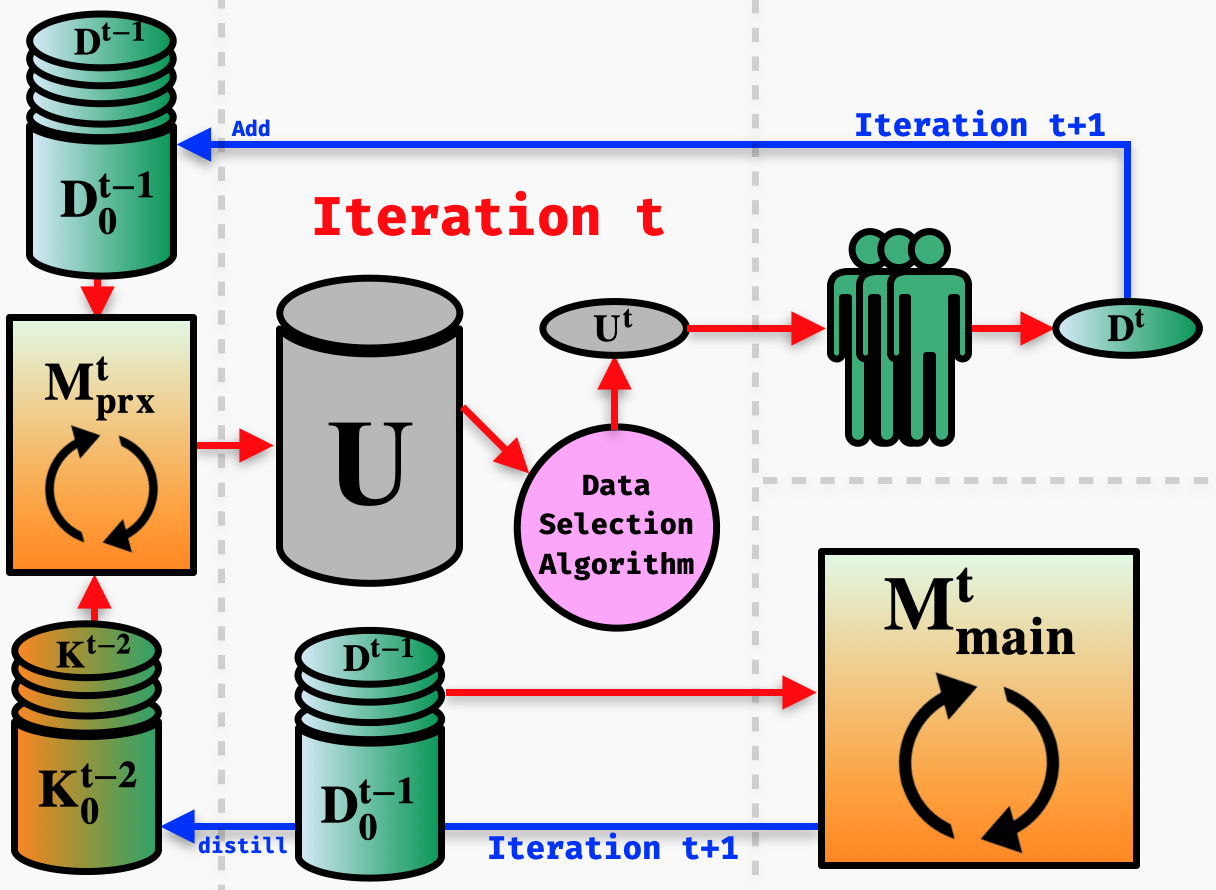 D^{t-1}
Add
Iteration t+1
D_0^{t-1}
Iteration t
U^t
D^t
M_{prx}^t
U
Data
Selection
Algorithm
M_{main}^t
K^{t-2}
D^{t-1}
K_0^{t-2}
D_0^{t-1}
distill
Iteration t+1